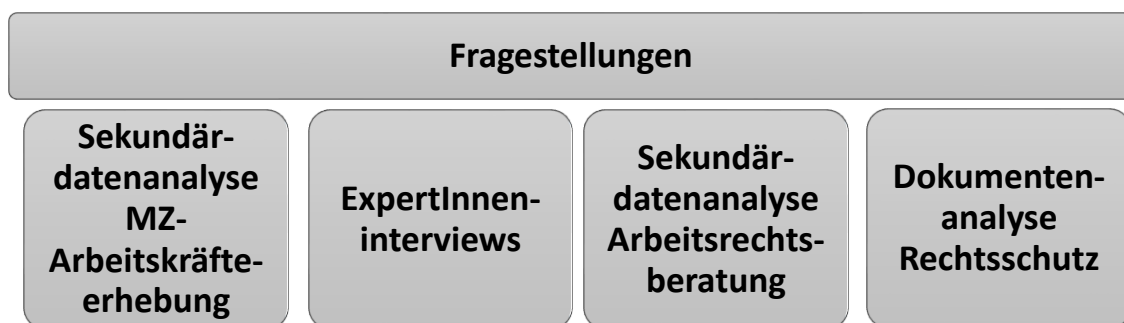 Fragestellungen
Sekundär-
datenanalyse
MZ-
Arbeitskräfte-
erhebung
ExpertInnen-
interviews
Sekundär-
datenanalyse
Arbeitsrechts-
beratung
Dokumenten-
analyse
Rechtsschutz